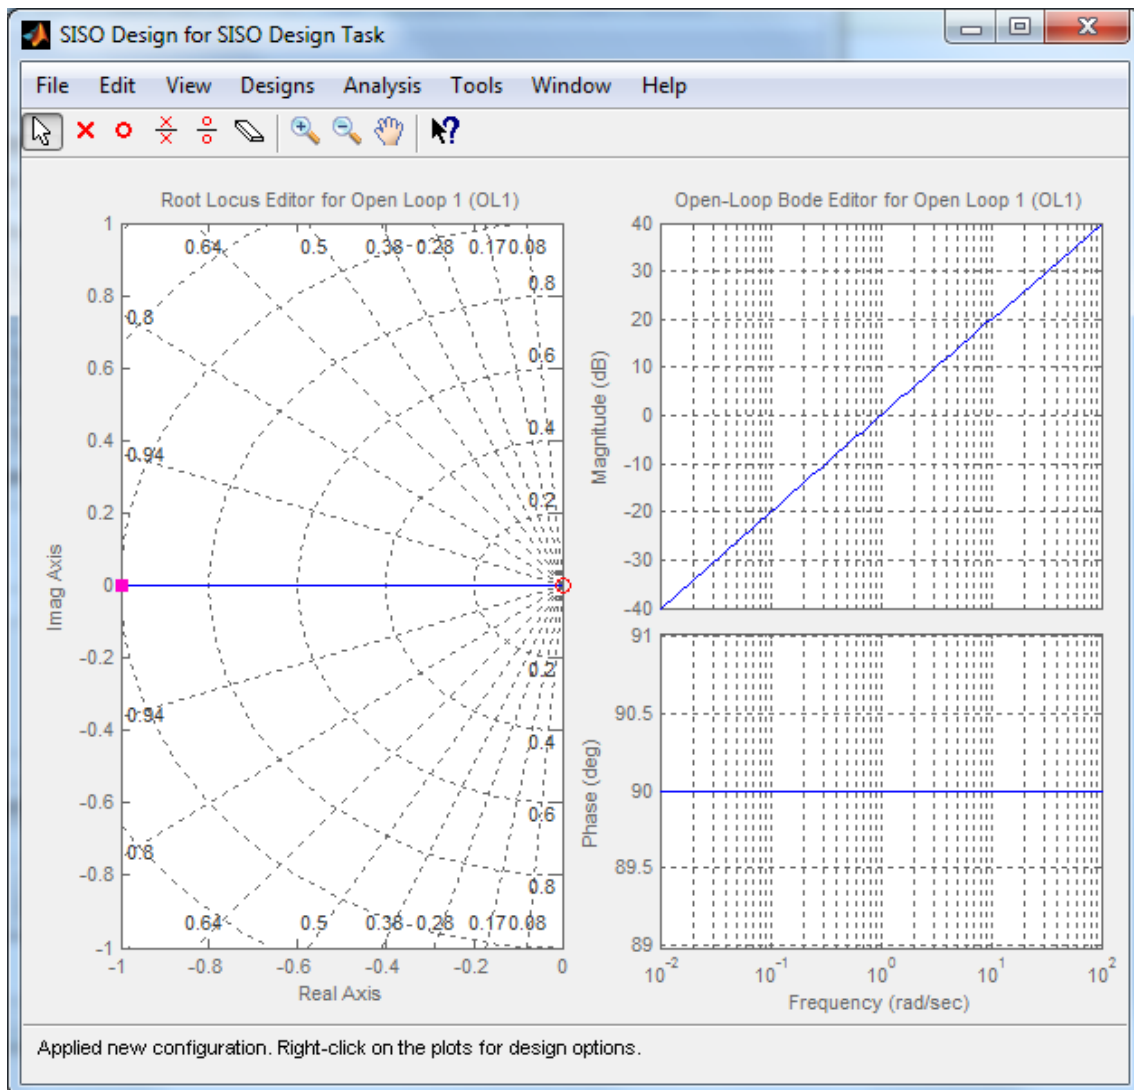 SISO Design for SISO Design Task
File Edit View Designs Analysis Tools Window Help
Root Locus Editor for Open Loop 1 (OL1)
1
0.64 0.5 0.38 0.28 0.17 0.08
0.8 0.8
0.8
0.6 0.6
0.4 0.4
0.94
0.2 0.2
0
-0.2 0.2
0.94
-0.4 0.4
-0.6 0.6
0.8
-0.8 0.8
0.64 0.5 0.38 0.28 0.17 0.08
-1
-1 -0.8 -0.6 -0.4 -0.2 0
Real Axis
Imag Axis
Open-Loop Bode Editor for Open Loop 1 (OL1)
40
30
20
10
0
-10
-20
-30
-40
Magnitude (dB)
91
90.5
90
89.5
89
Phase (deg)
10^-2 10^-1 10^0 10^1 10^2
Frequency (rad/sec)
Applied new configuration. Right-click on the plots for design options.